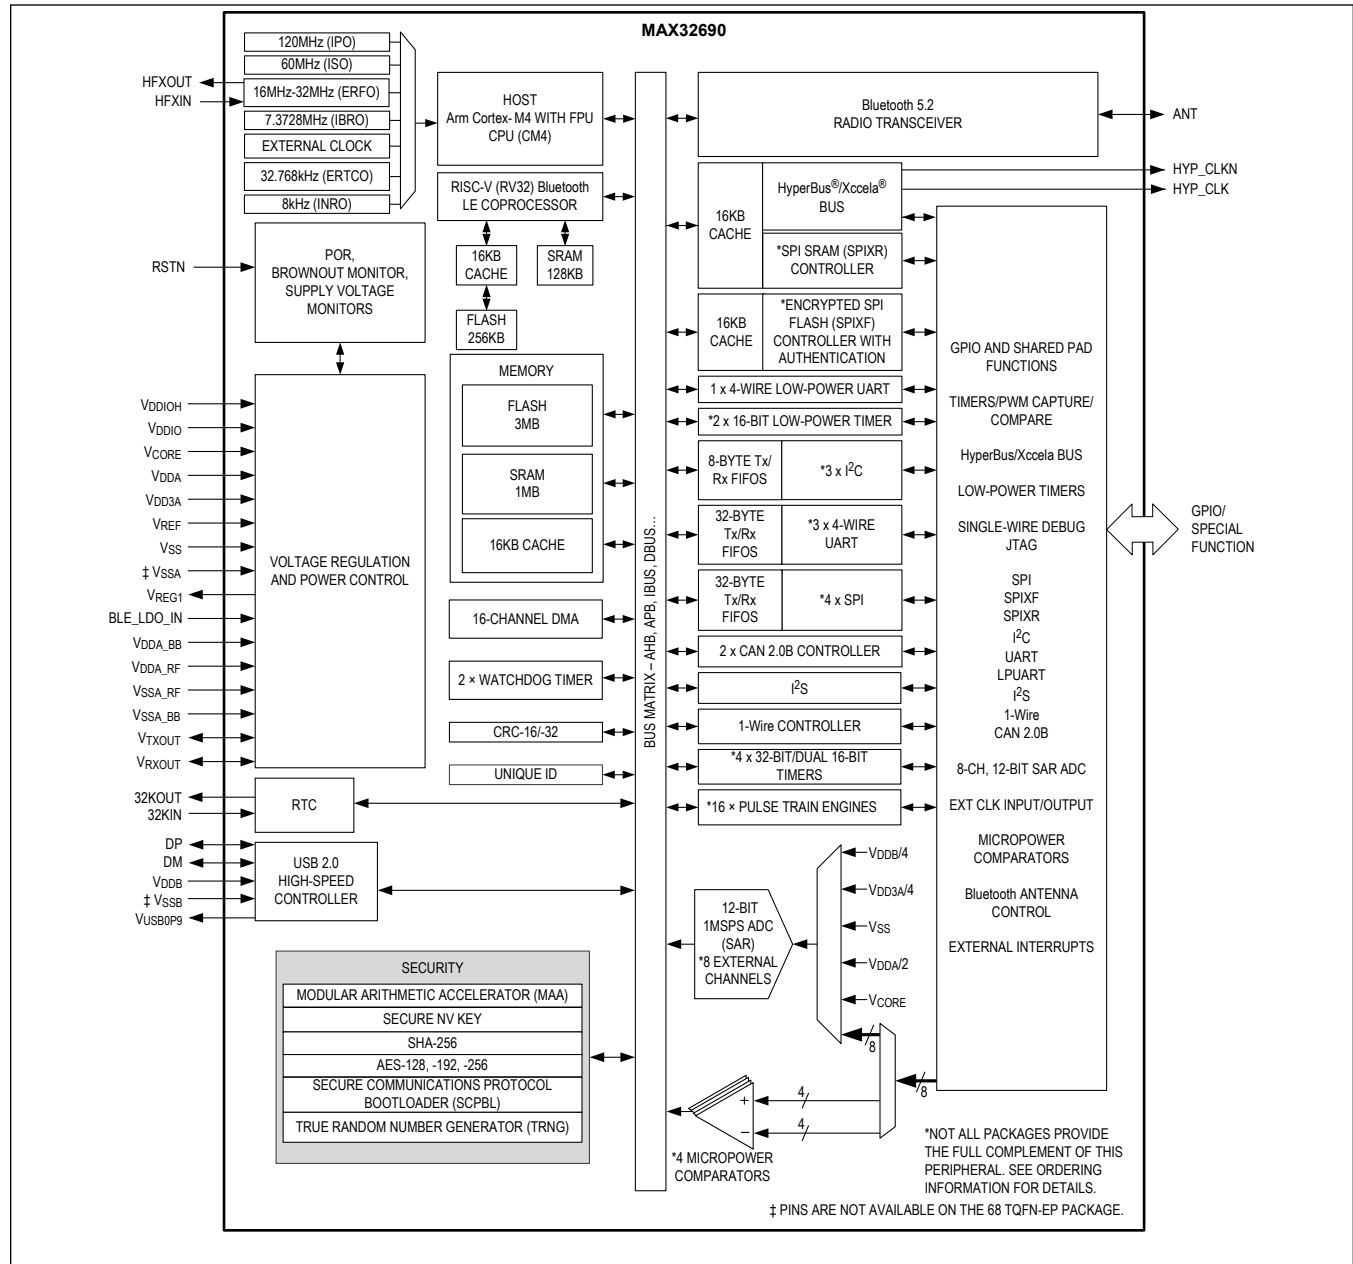 MAX32690
120MHz (IPO)
60MHz (ISO)
16MHz-32MHz (ERFO)
7.3728MHz (IBRO)
EXTERNAL CLOCK
32.768kHz (ERTCO)
8kHz (INRO)
HFXOUT
HFXIN
HOST
Arm Cortex- M4 WITH FPU
CPU (CM4)
RISC-V (RV32) Bluetooth
LE COPROCESSOR
16KB
CACHE
SRAM
128KB
FLASH
256KB
RSTN
POR,
BROWNOUT MONITOR,
SUPPLY VOLTAGE
MONITORS
VDDIOH
VDDIO
VCORE
VDDA
VDD3A
VREF
VSS
‡ VSSA
VREG1
BLE_LDO_IN
VDDA_BB
VDDA_RF
VSSA_RF
VSSA_BB
VTXOUT
VRXOUT
VOLTAGE REGULATION
AND POWER CONTROL
MEMORY
FLASH
3MB
SRAM
1MB
16KB CACHE
16-CHANNEL DMA
2 × WATCHDOG TIMER
CRC-16/-32
UNIQUE ID
32KOUT
32KIN
RTC
DP
DM
VDDB
‡ VSSB
VUSB0P9
USB 2.0
HIGH-SPEED
CONTROLLER
SECURITY
MODULAR ARITHMETIC ACCELERATOR (MAA)
SECURE NV KEY
SHA-256
AES-128, -192, -256
SECURE COMMUNICATIONS PROTOCOL
BOOTLOADER (SCPBL)
TRUE RANDOM NUMBER GENERATOR (TRNG)
BUS MATRIX – AHB, APB, IBUS, DBUS...
Bluetooth 5.2
RADIO TRANSCEIVER
ANT
HYP_CLKN
HYP_CLK
16KB
CACHE
HyperBus®/Xccela®
BUS
*SPI SRAM (SPIXR)
CONTROLLER
16KB
CACHE
*ENCRYPTED SPI
FLASH (SPIXF)
CONTROLLER WITH
AUTHENTICATION
1 x 4-WIRE LOW-POWER UART
*2 x 16-BIT LOW-POWER TIMER
8-BYTE Tx/
Rx FIFOS
*3 x I2C
32-BYTE
Tx/Rx
FIFOS
*3 x 4-WIRE
UART
32-BYTE
Tx/Rx
FIFOS
*4 x SPI
2 x CAN 2.0B CONTROLLER
I2S
1-Wire CONTROLLER
*4 x 32-BIT/DUAL 16-BIT
TIMERS
*16 × PULSE TRAIN ENGINES
12-BIT
1MSPS ADC
(SAR)
*8 EXTERNAL
CHANNELS
VDDB/4
VDD3A/4
VSS
VDDA/2
VCORE
8
8
4
4
+
−
*4 MICROPOWER
COMPARATORS
GPIO AND SHARED PAD
FUNCTIONS
TIMERS/PWM CAPTURE/
COMPARE
HyperBus/Xccela BUS
LOW-POWER TIMERS
SINGLE-WIRE DEBUG
JTAG
SPI
SPIXF
SPIXR
I2C
UART
LPUART
I2S
1-Wire
CAN 2.0B
8-CH, 12-BIT SAR ADC
EXT CLK INPUT/OUTPUT
MICROPOWER
COMPARATORS
Bluetooth ANTENNA
CONTROL
EXTERNAL INTERRUPTS
GPIO/
SPECIAL
FUNCTION
*NOT ALL PACKAGES PROVIDE
THE FULL COMPLEMENT OF THIS
PERIPHERAL. SEE ORDERING
INFORMATION FOR DETAILS.
‡ PINS ARE NOT AVAILABLE ON THE 68 TQFN-EP PACKAGE.